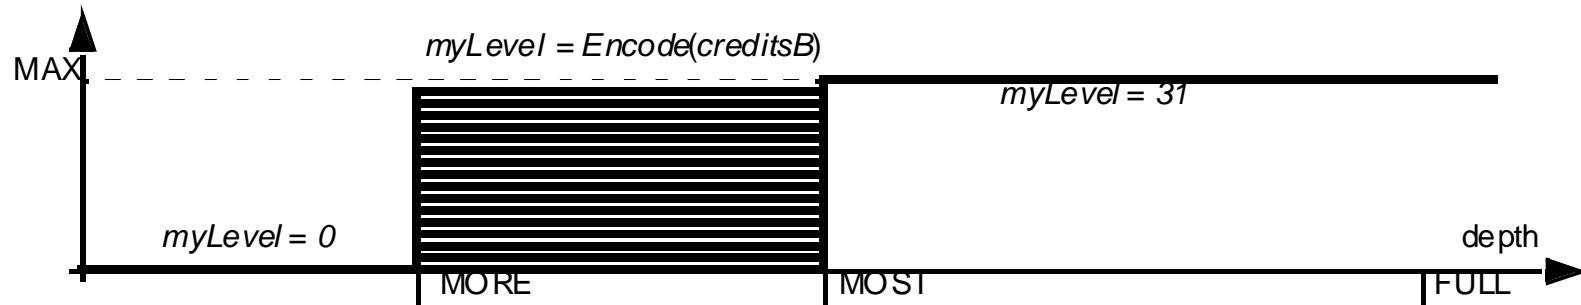 myLevel = Encode(creditsB)
MAX
myLevel = 31
myLevel = 0
depth
MORE
MOST
FULL